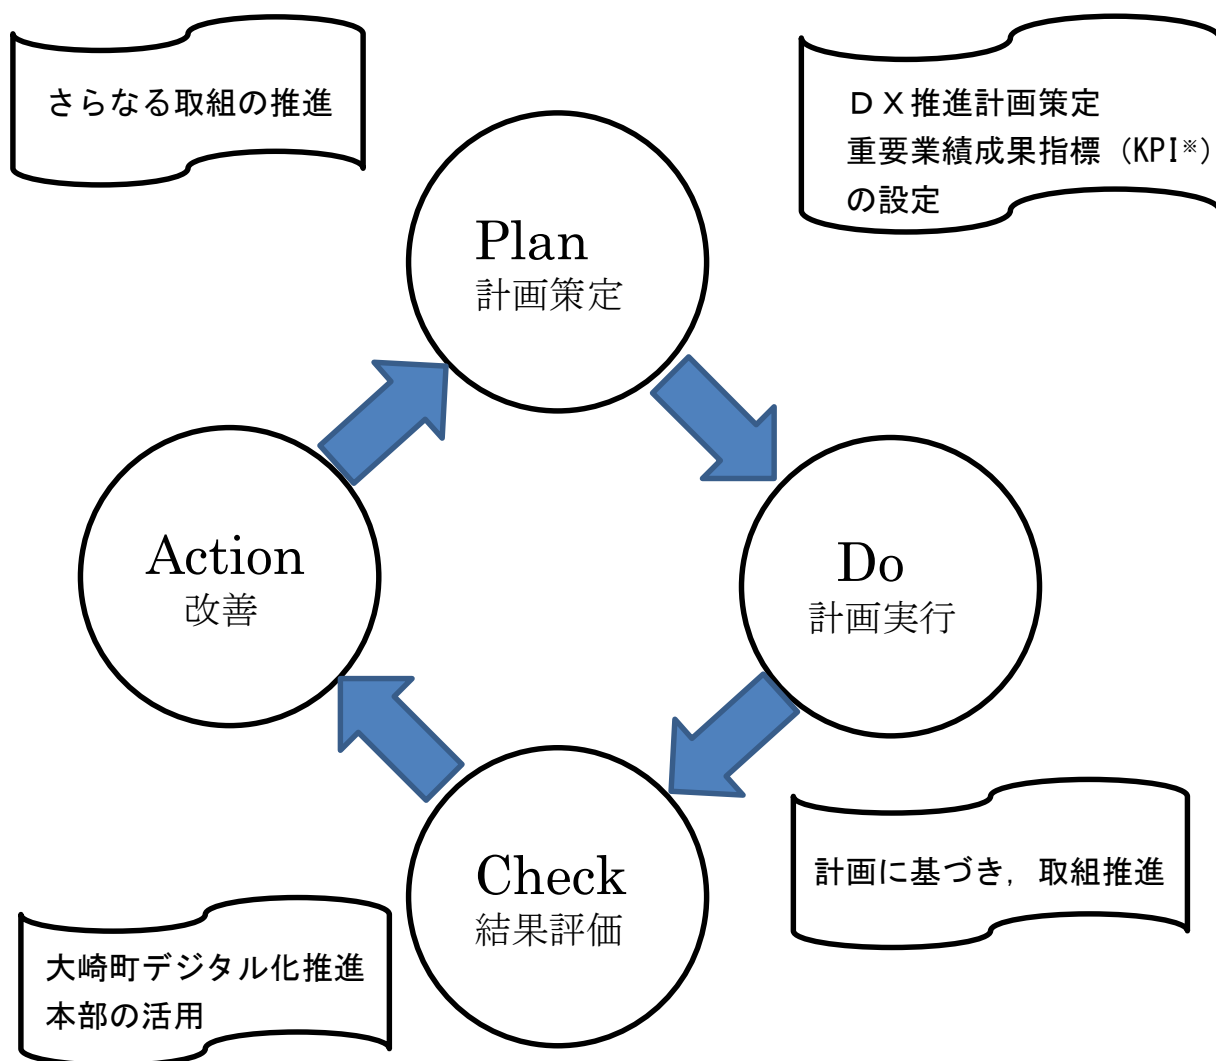 さらなる取組の推進
ＤＸ推進計画策定
重要業績成果指標（KPI※）
の設定
Plan
計画策定
Action
改善
Do
計画実行
Check
結果評価
計画に基づき，取組推進
大崎町デジタル化推進
本部の活用